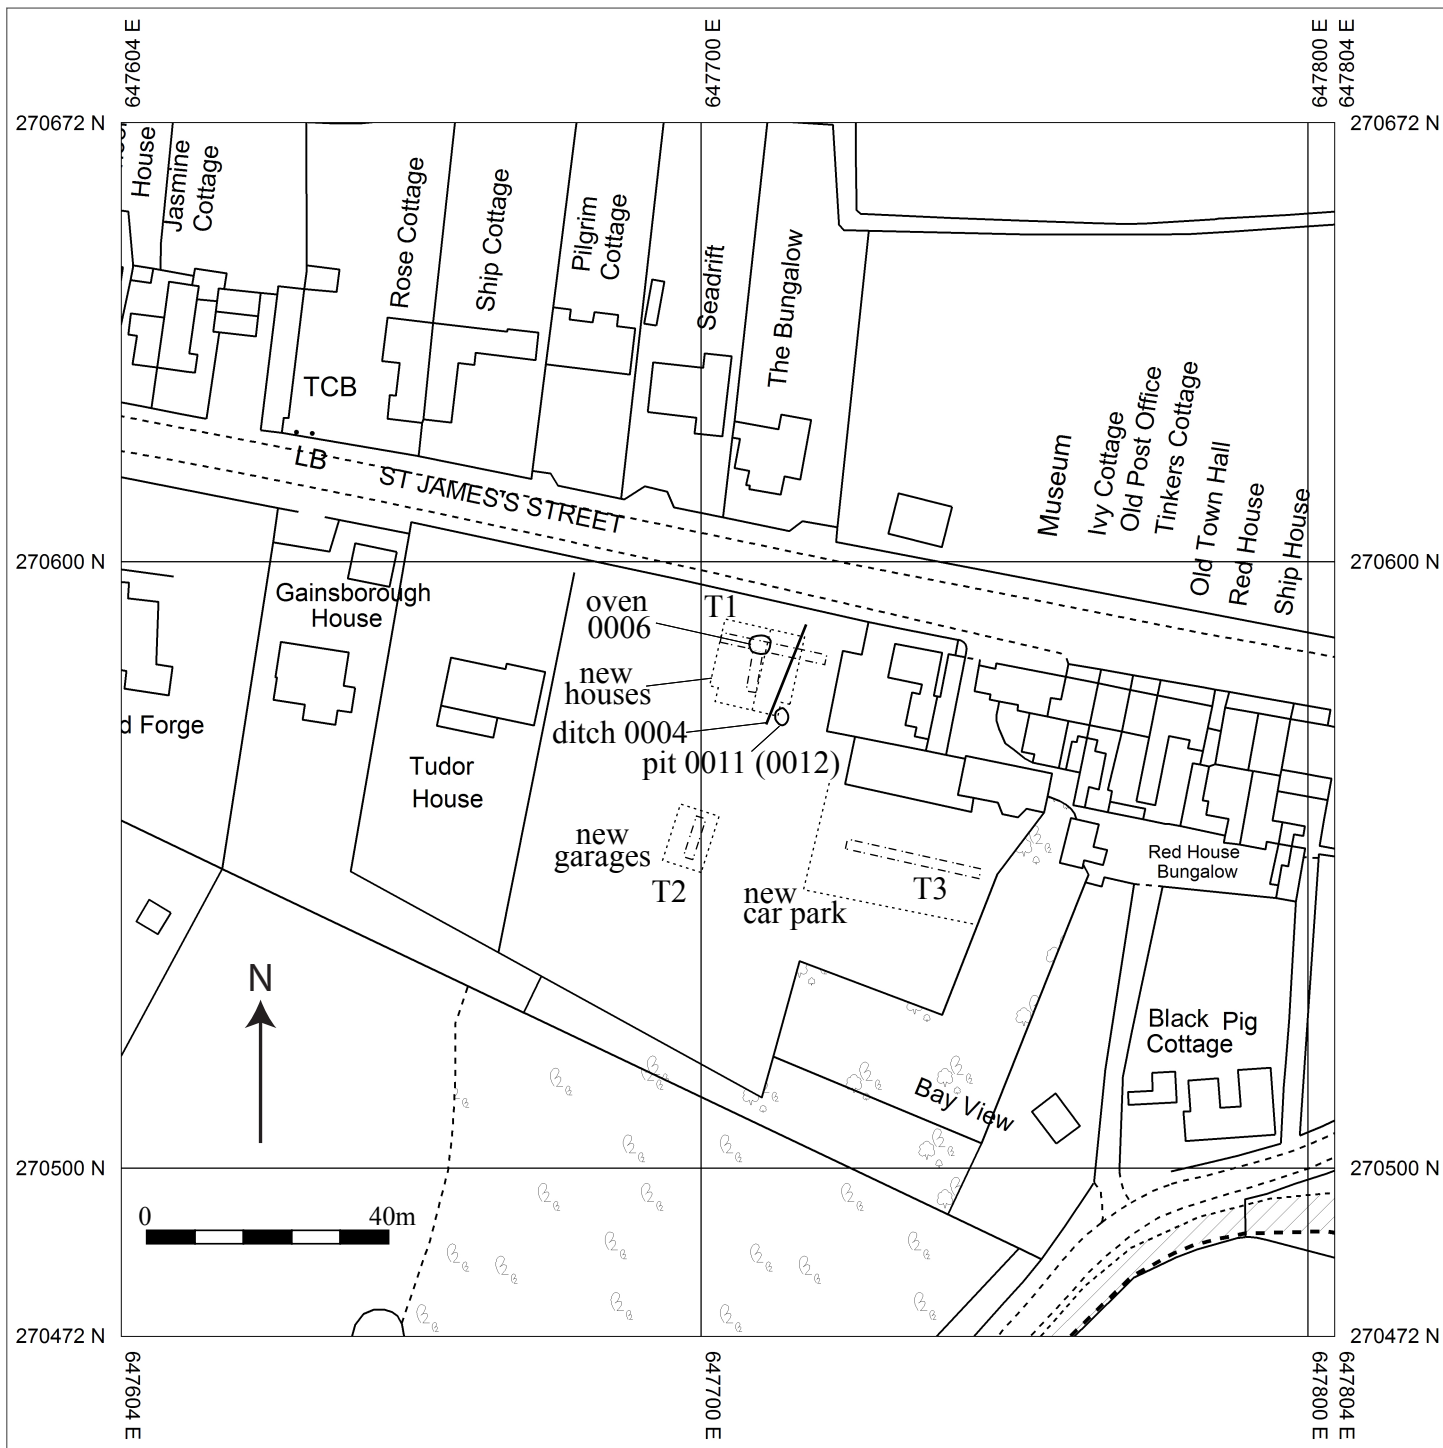 647604 E
647700 E
647800 E
647804 E
270672 N
270672 N
House
Jasmine
Cottage
Rose Cottage
Ship Cottage
Pilgrim
Cottage
Seadrift
The Bungalow
TCB
LB
ST JAMES'S STREET
Museum
Ivy Cottage
Old Post Office
Tinkers Cottage
Old Town Hall
Red House
Ship House
270600 N
270600 N
Gainsborough
House
oven
0006
T1
new
houses
ditch 0004
pit 0011 (0012)
d Forge
Tudor
House
new
garages
T2
new
car park
T3
Red House
Bungalow
N
Black Pig
Cottage
Bay View
270500 N
270500 N
0
40m
270472 N
270472 N
647604 E
647700 E
647800 E
647804 E